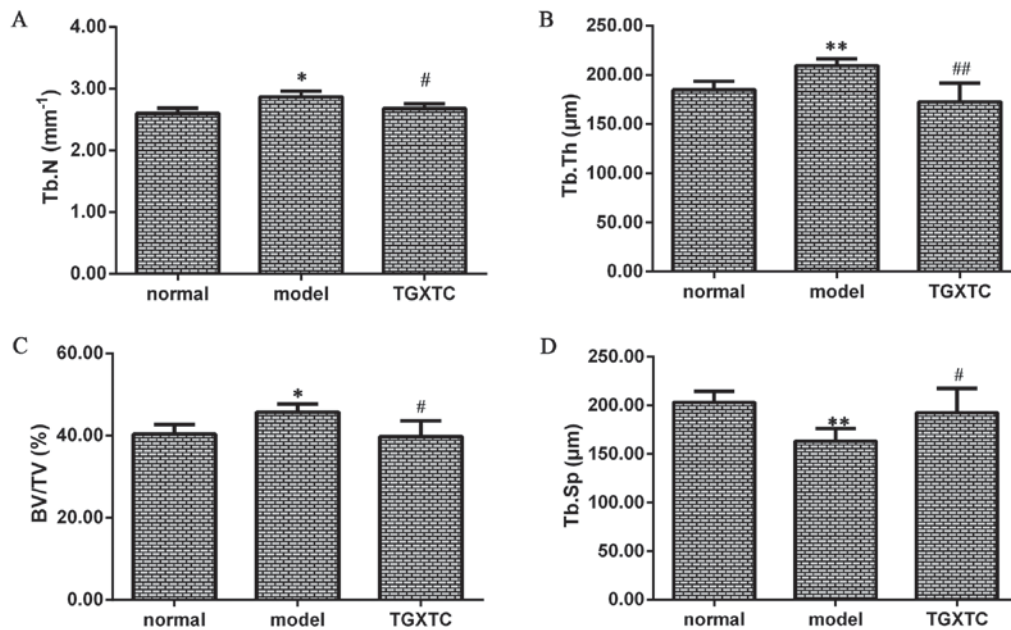 A
4.00
3.00
2.00
1.00
0.00
Tb.N (mm⁻¹)
*
#
normal model TGXTC
B
250.00
200.00
150.00
100.00
50.00
0.00
Tb.Th (μm)
**
##
normal model TGXTC
C
60.00
40.00
20.00
0.00
BV/TV (%)
*
#
normal model TGXTC
D
250.00
200.00
150.00
100.00
50.00
0.00
Tb.Sp (μm)
**
#
normal model TGXTC